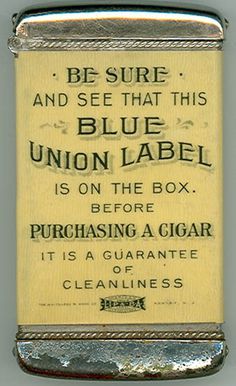 · BE SURE ·
AND SEE THAT THIS
BLUE
UNION LABEL
IS ON THE BOX.
BEFORE
PURCHASING A CIGAR
IT IS A GUARANTEE
OF
CLEANLINESS
NEWARK, N. J.